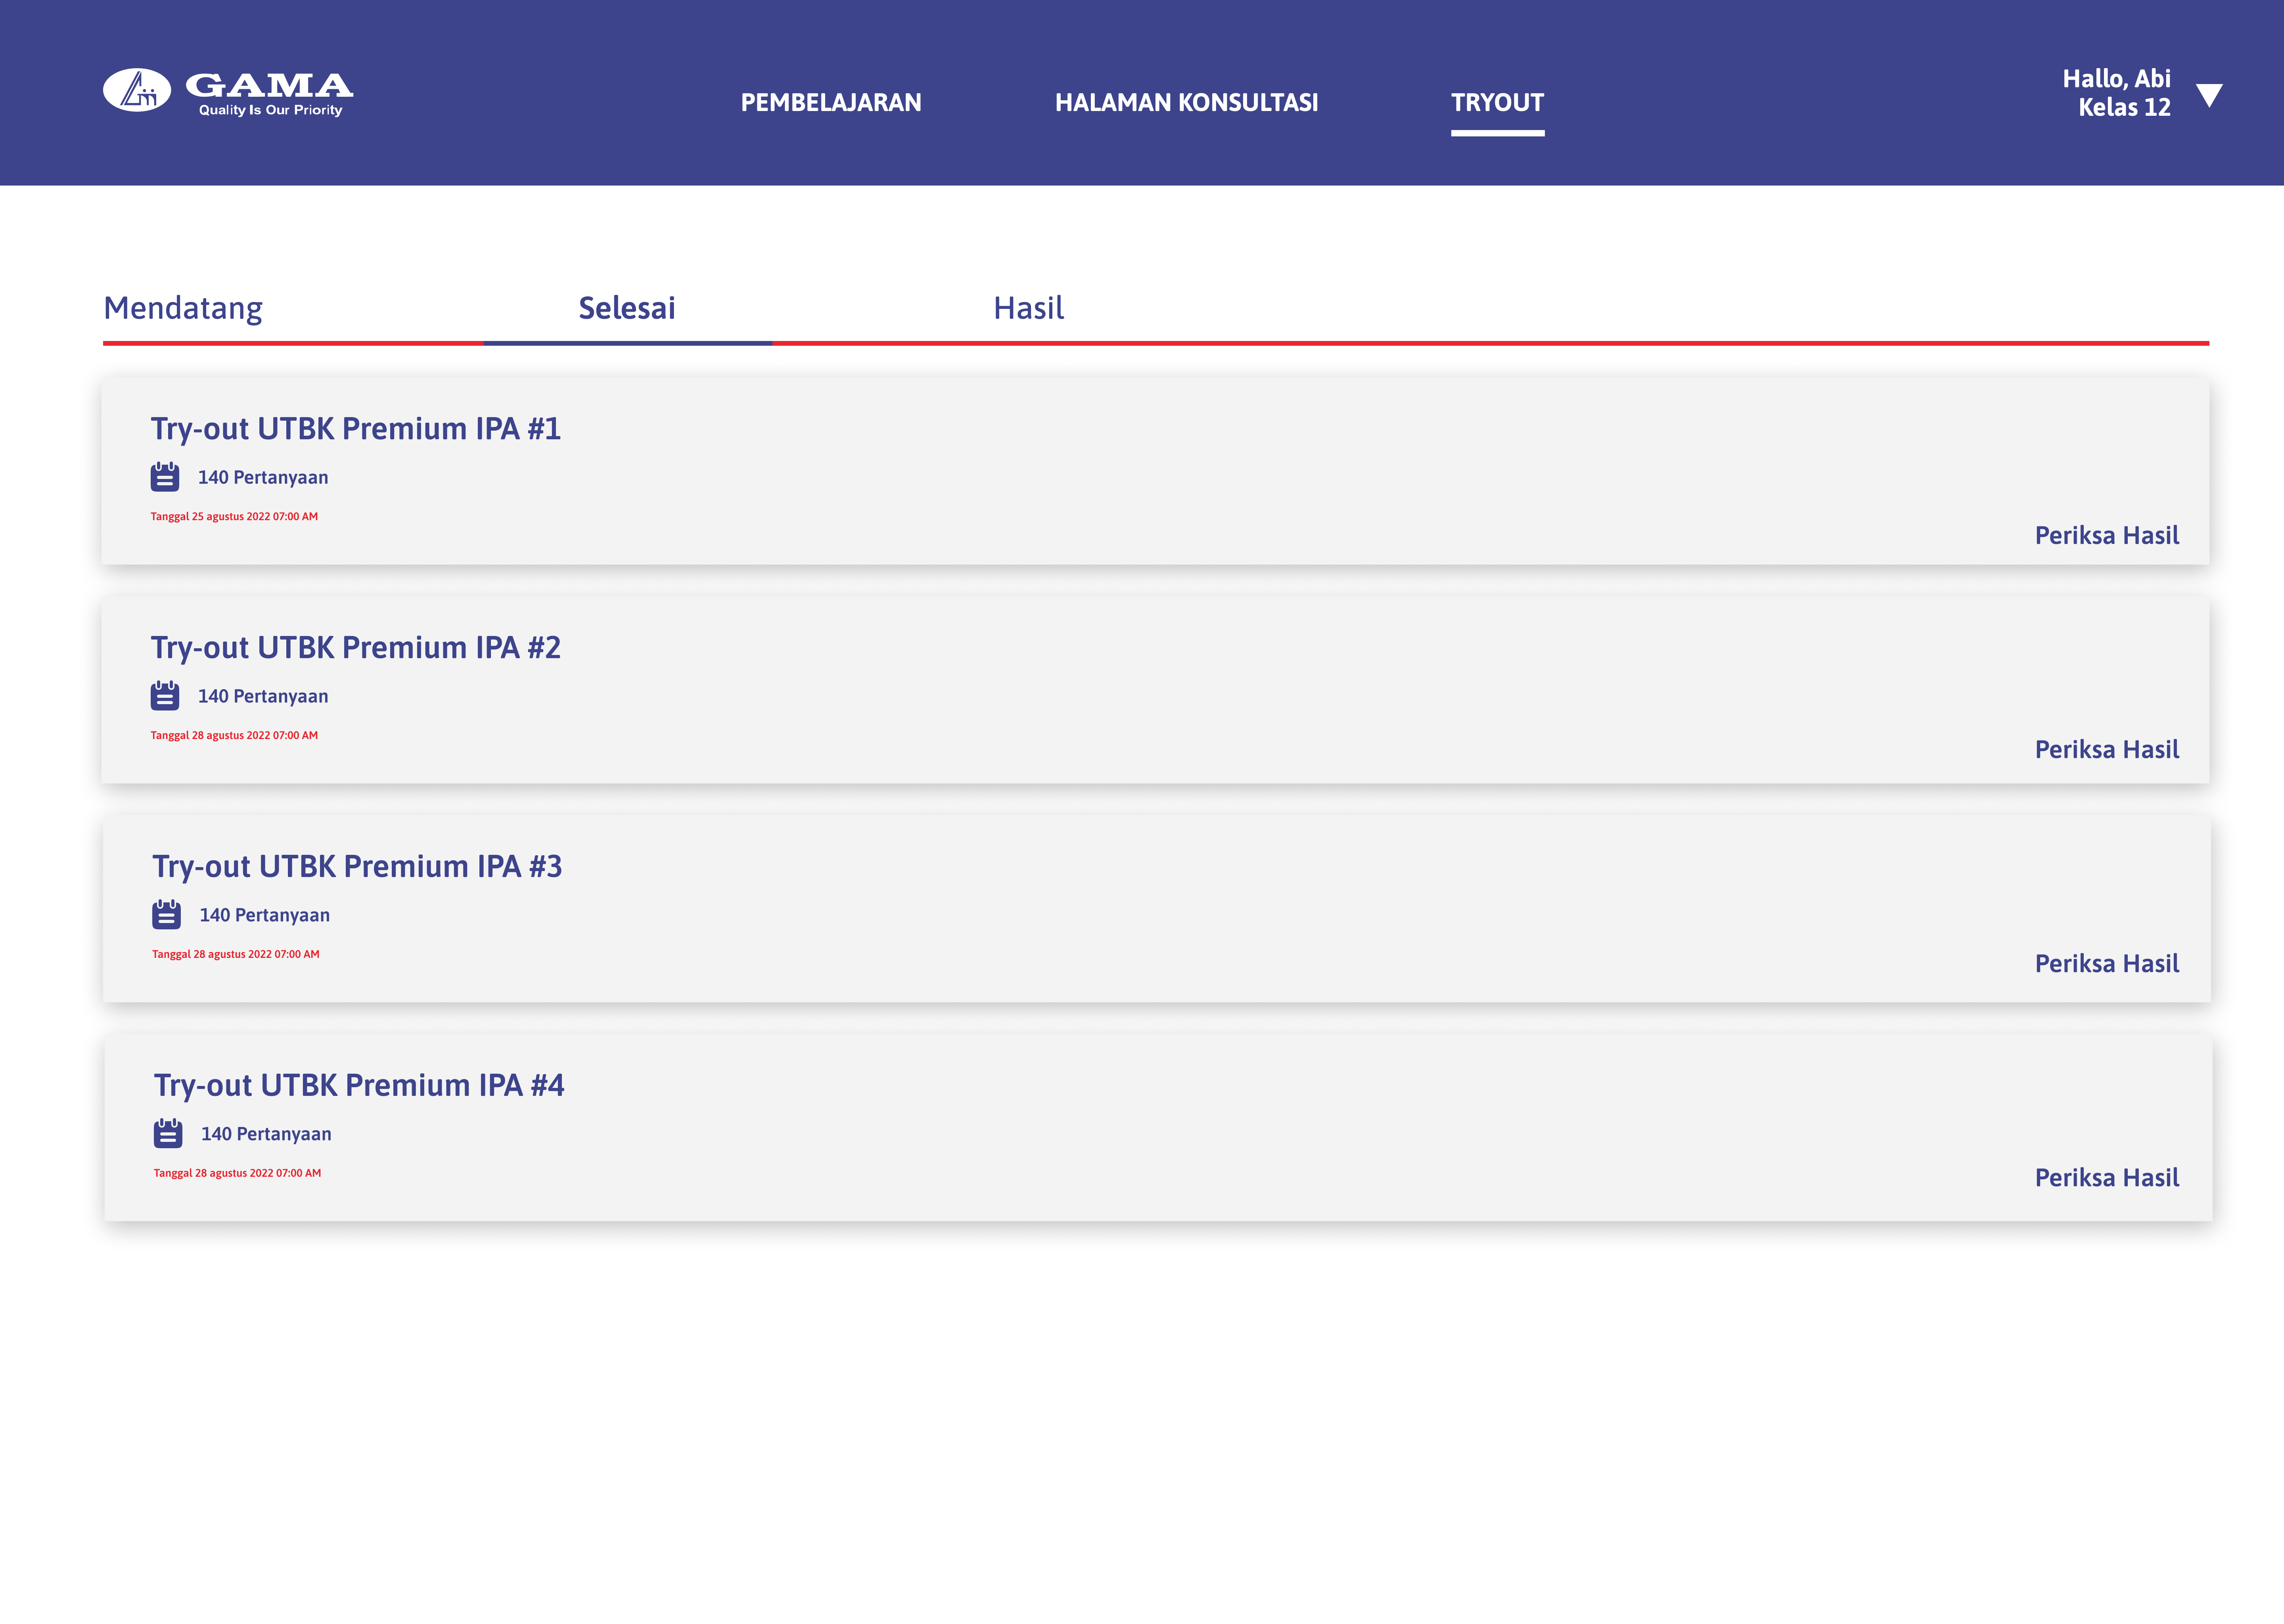 GAMA
Quality Is Our Priority
PEMBELAJARAN
HALAMAN KONSULTASI
TRYOUT
Hallo, Abi
Kelas 12
Mendatang
Selesai
Hasil
Try-out UTBK Premium IPA #1
140 Pertanyaan
Tanggal 25 agustus 2022 07:00 AM
Periksa Hasil
Try-out UTBK Premium IPA #2
140 Pertanyaan
Tanggal 28 agustus 2022 07:00 AM
Periksa Hasil
Try-out UTBK Premium IPA #3
140 Pertanyaan
Tanggal 28 agustus 2022 07:00 AM
Periksa Hasil
Try-out UTBK Premium IPA #4
140 Pertanyaan
Tanggal 28 agustus 2022 07:00 AM
Periksa Hasil